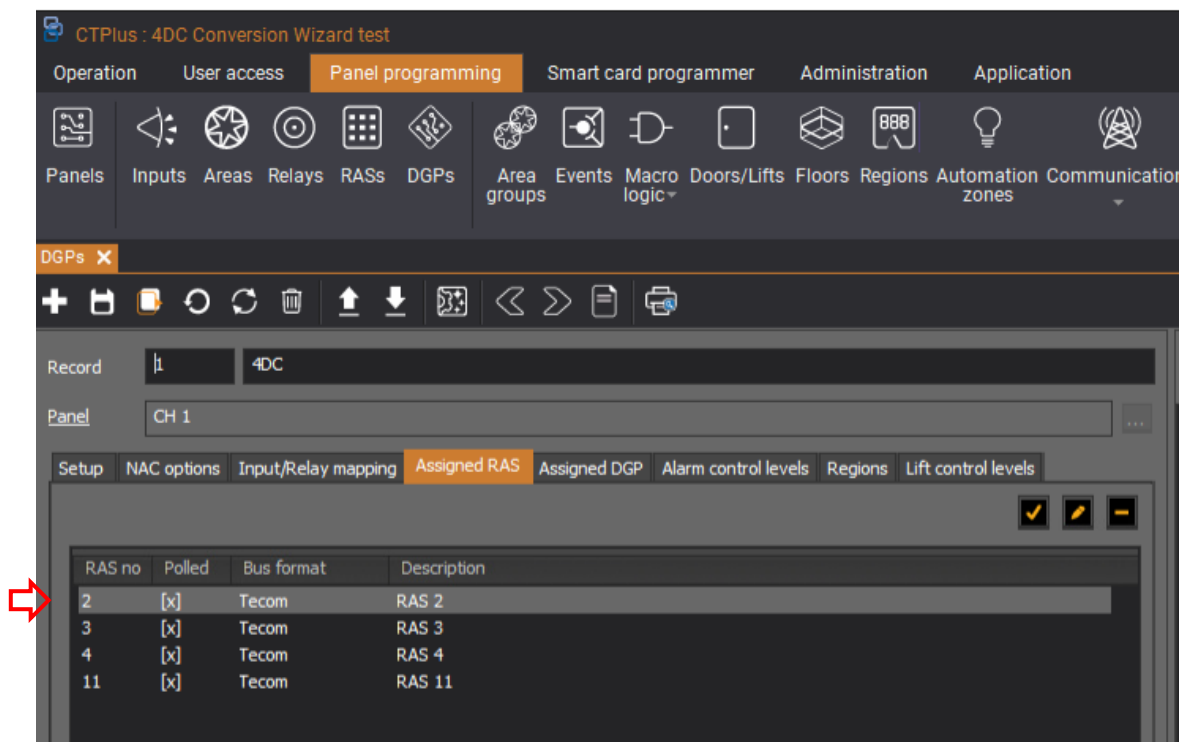 CTPlus : 4DC Conversion Wizard test
Operation User access Panel programming Smart card programmer Administration Application
888
Panels Inputs Areas Relays RASs DGPs Area groups Events Macro logic Doors/Lifts Floors Regions Automation zones Communication
DGPs
Record 1 4DC
Panel CH 1 ...
Setup NAC options Input/Relay mapping Assigned RAS Assigned DGP Alarm control levels Regions Lift control levels
RAS no Polled Bus format Description
2 [x] Tecom RAS 2
3 [x] Tecom RAS 3
4 [x] Tecom RAS 4
11 [x] Tecom RAS 11